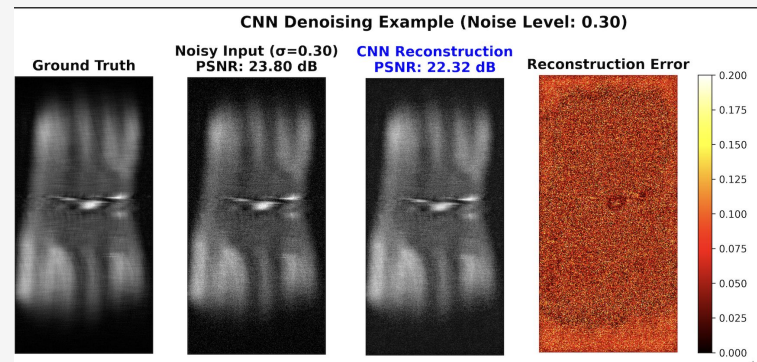 CNN Denoising Example (Noise Level: 0.30)
Ground Truth
Noisy Input (σ=0.30)
PSNR: 23.80 dB
CNN Reconstruction
PSNR: 22.32 dB
Reconstruction Error
0.200
0.175
0.150
0.125
0.100
0.075
0.050
0.025
0.000